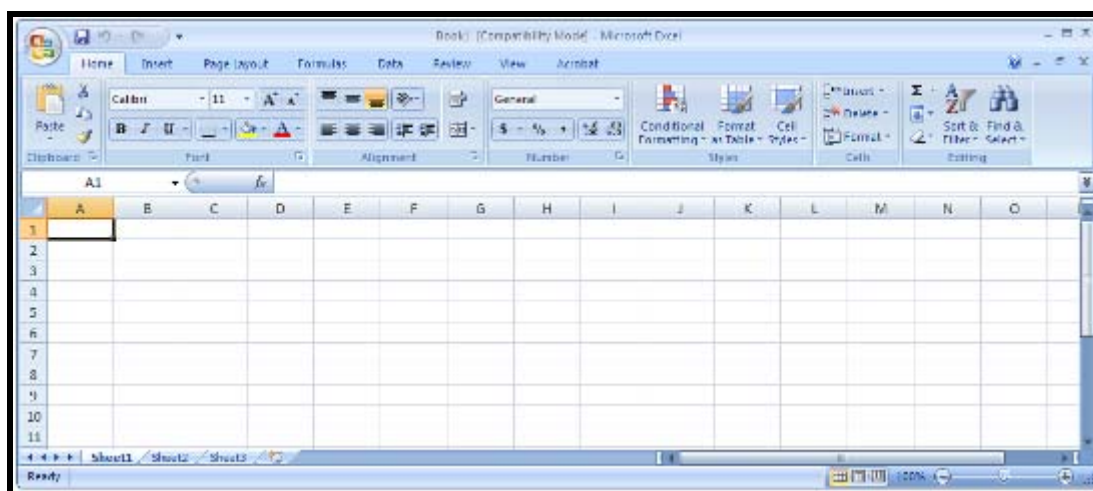 Book1 [Compatibility Mode] - Microsoft Excel
Home Insert Page Layout Formulas Data Review View Acrobat
Calibri 11 A A General Insert
Paste B I U A $ % , Conditional Formatting Format as Table Cell Styles Delete Format Σ Sort & Filter Find & Select
Clipboard Font Alignment Number Styles Cells Editing
A1 fx
A B C D E F G H I J K L M N O
1
2
3
4
5
6
7
8
9
10
11
Sheet1 Sheet2 Sheet3
Ready 100%